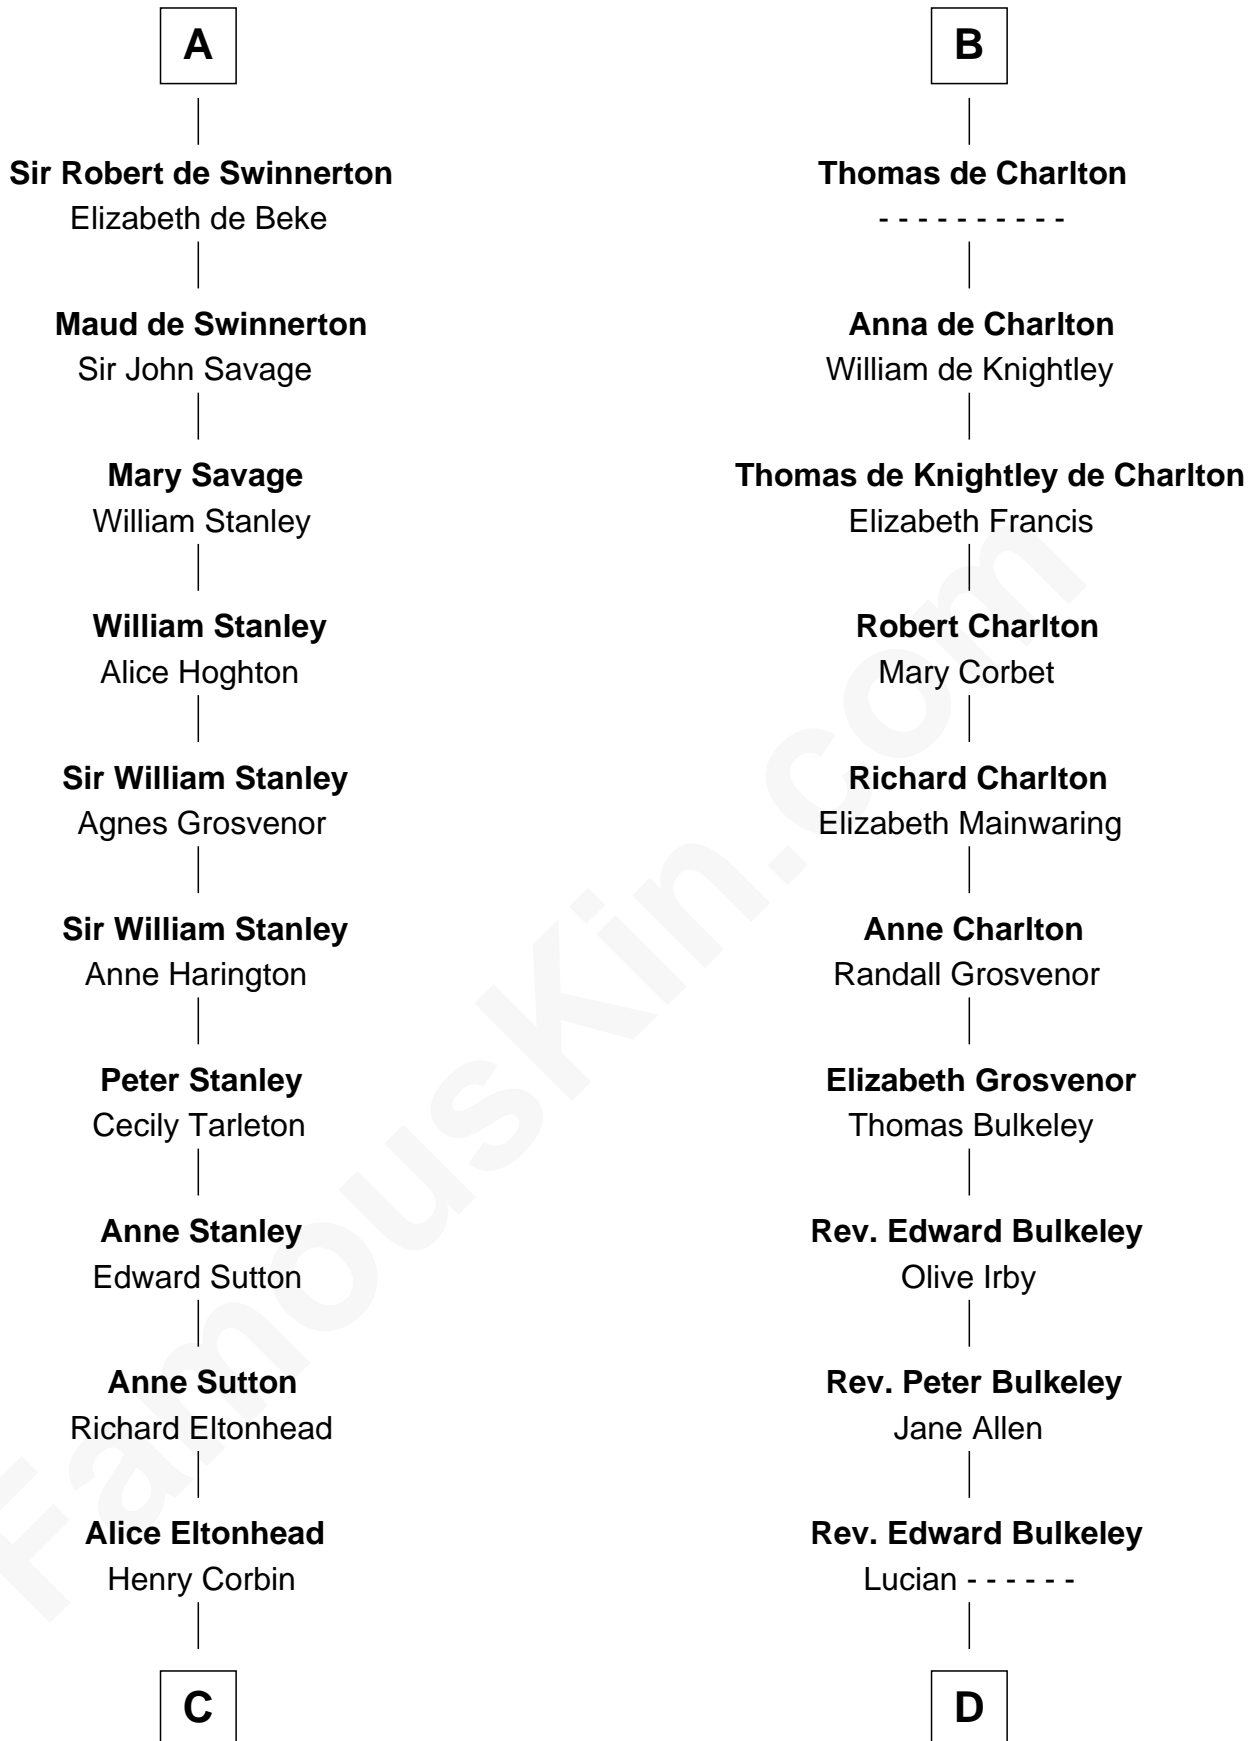 A
Sir Robert de Swinnerton
Elizabeth de Beke
Maud de Swinnerton
Sir John Savage
Mary Savage
William Stanley
William Stanley
Alice Hoghton
Sir William Stanley
Agnes Grosvenor
Sir William Stanley
Anne Harington
Peter Stanley
Cecily Tarleton
Anne Stanley
Edward Sutton
Anne Sutton
Richard Eltonhead
Alice Eltonhead
Henry Corbin
C
B
Thomas de Charlton
- - - - - - - - - -
Anna de Charlton
William de Knightley
Thomas de Knightley de Charlton
Elizabeth Francis
Robert Charlton
Mary Corbet
Richard Charlton
Elizabeth Mainwaring
Anne Charlton
Randall Grosvenor
Elizabeth Grosvenor
Thomas Bulkeley
Rev. Edward Bulkeley
Olive Irby
Rev. Peter Bulkeley
Jane Allen
Rev. Edward Bulkeley
Lucian - - - - - -
D
FamousKin.com